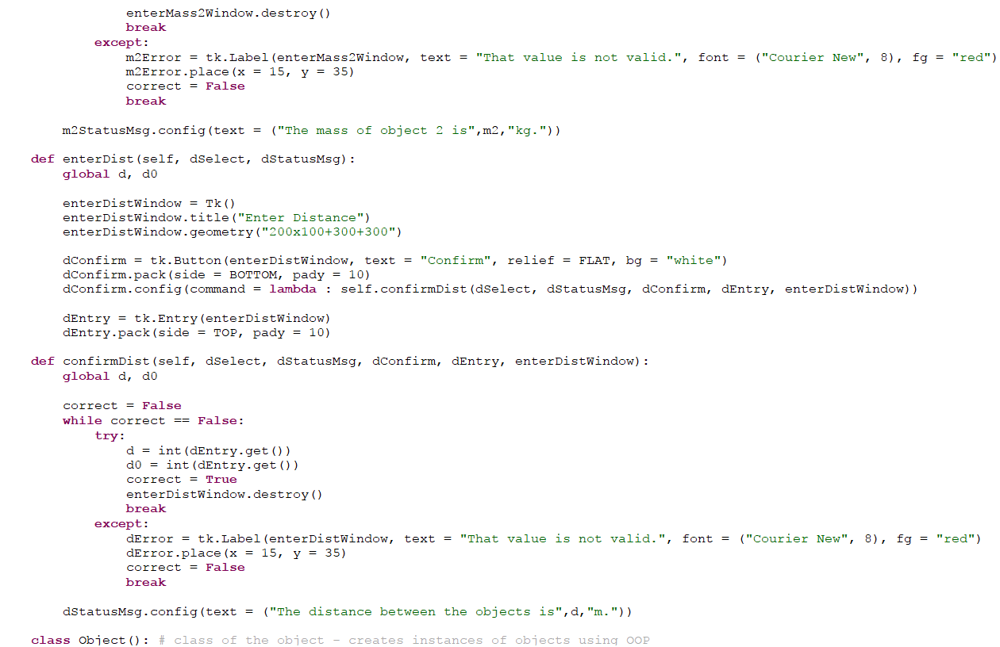 enterMass2Window.destroy()
            break
        except:
            m2Error = tk.Label(enterMass2Window, text = "That value is not valid.", font = ("Courier New", 8), fg = "red")
            m2Error.place(x = 15, y = 35)
            correct = False
            break

    m2StatusMsg.config(text = ("The mass of object 2 is",m2,"kg."))

def enterDist(self, dSelect, dStatusMsg):
    global d, d0

    enterDistWindow = Tk()
    enterDistWindow.title("Enter Distance")
    enterDistWindow.geometry("200x100+300+300")

    dConfirm = tk.Button(enterDistWindow, text = "Confirm", relief = FLAT, bg = "white")
    dConfirm.pack(side = BOTTOM, pady = 10)
    dConfirm.config(command = lambda : self.confirmDist(dSelect, dStatusMsg, dConfirm, dEntry, enterDistWindow))

    dEntry = tk.Entry(enterDistWindow)
    dEntry.pack(side = TOP, pady = 10)

def confirmDist(self, dSelect, dStatusMsg, dConfirm, dEntry, enterDistWindow):
    global d, d0

    correct = False
    while correct == False:
        try:
            d = int(dEntry.get())
            d0 = int(dEntry.get())
            correct = True
            enterDistWindow.destroy()
            break
        except:
            dError = tk.Label(enterDistWindow, text = "That value is not valid.", font = ("Courier New", 8), fg = "red")
            dError.place(x = 15, y = 35)
            correct = False
            break

    dStatusMsg.config(text = ("The distance between the objects is",d,"m."))

class Object(): # class of the object - creates instances of objects using OOP